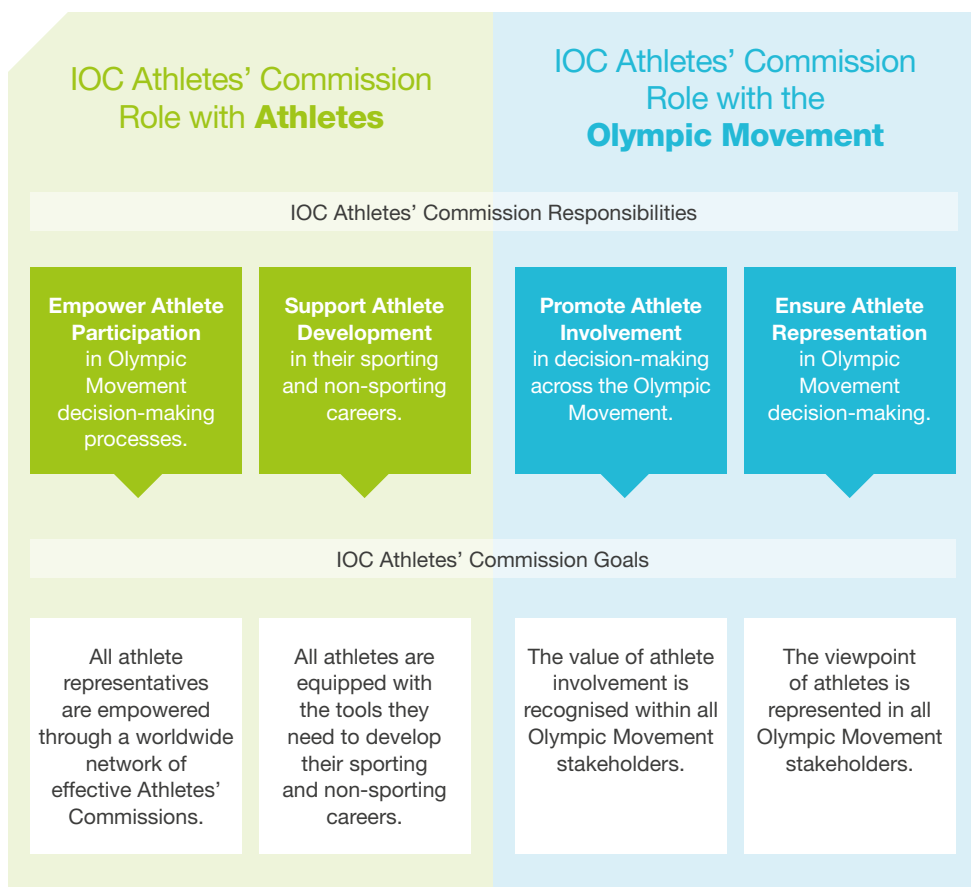 IOC Athletes’ Commission
Role with Athletes
IOC Athletes’ Commission
Role with the
Olympic Movement
IOC Athletes’ Commission Responsibilities
Empower Athlete
Participation
in Olympic
Movement
decision-making
processes.
Support Athlete
Development
in their sporting
and non-sporting
careers.
Promote Athlete
Involvement
in decision-making
across the Olympic
Movement.
Ensure Athlete
Representation
in Olympic
Movement
decision-making.
IOC Athletes’ Commission Goals
All athlete
representatives
are empowered
through a worldwide
network of
effective Athletes’
Commissions.
All athletes are
equipped with
the tools they
need to develop
their sporting
and non-sporting
careers.
The value of athlete
involvement is
recognised within all
Olympic Movement
stakeholders.
The viewpoint
of athletes is
represented in all
Olympic Movement
stakeholders.